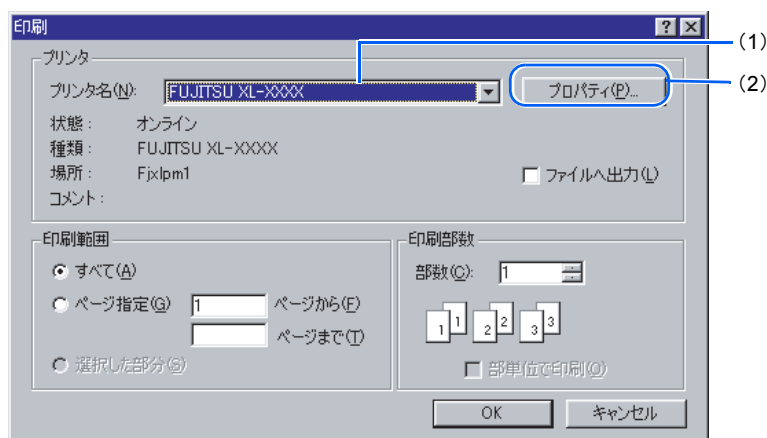 印刷
(1)
プリンタ
プリンタ名(N): FUJITSU XL-XXXX プロパティ(P)...
(2)
状態: オンライン
種類: FUJITSU XL-XXXX
場所: Fjxlpm1
ファイルへ出力(L)
コメント:
印刷範囲
すべて(A)
ページ指定(G) 1 ページから(F)
ページまで(T)
選択した部分(S)
印刷部数
部数(C): 1
1 1 2 2 3 3
部単位で印刷(O)
OK キャンセル